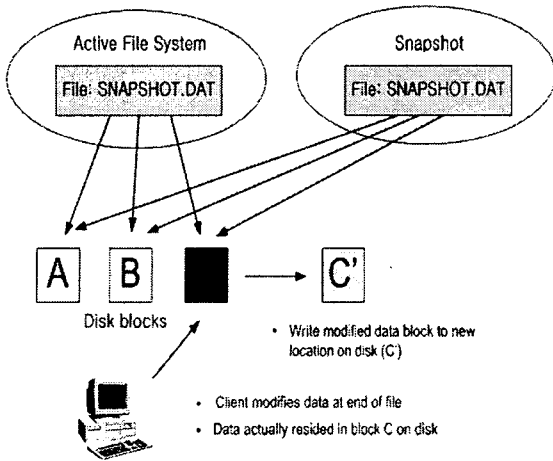 Active File System
Snapshot
File: SNAPSHOT.DAT
File: SNAPSHOT.DAT
A
B
C'
Disk blocks
• Write modified data block to new
location on disk (C')
• Client modifies data at end of file
• Data actually resided in block C on disk